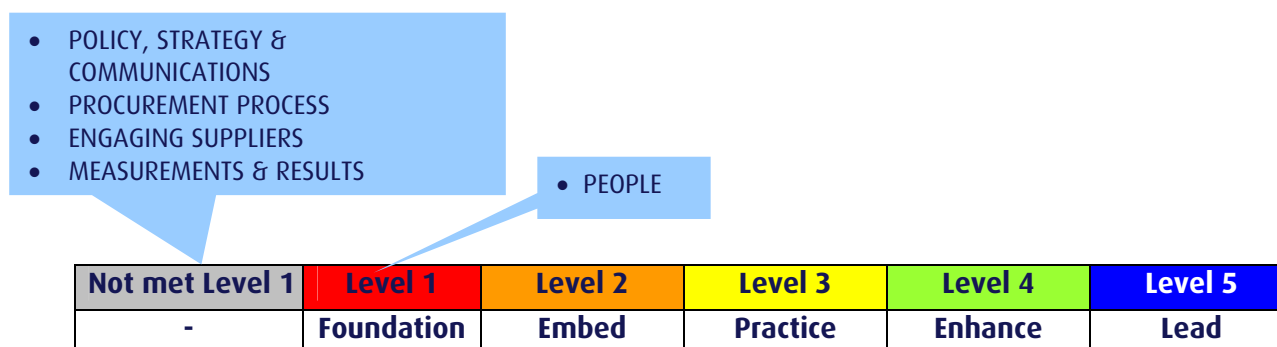 • POLICY, STRATEGY &
COMMUNICATIONS
• PROCUREMENT PROCESS
• ENGAGING SUPPLIERS
• MEASUREMENTS & RESULTS
• PEOPLE
Not met Level 1 Level 1 Level 2 Level 3 Level 4 Level 5
- Foundation Embed Practice Enhance Lead